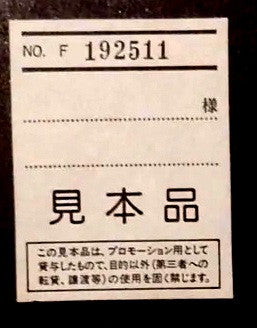 NO. F 192511
様
見本品
この見本品は、プロモーション用として
貸与したもので、目的以外(第三者への
転貸、譲渡等)の使用を固く禁じます。